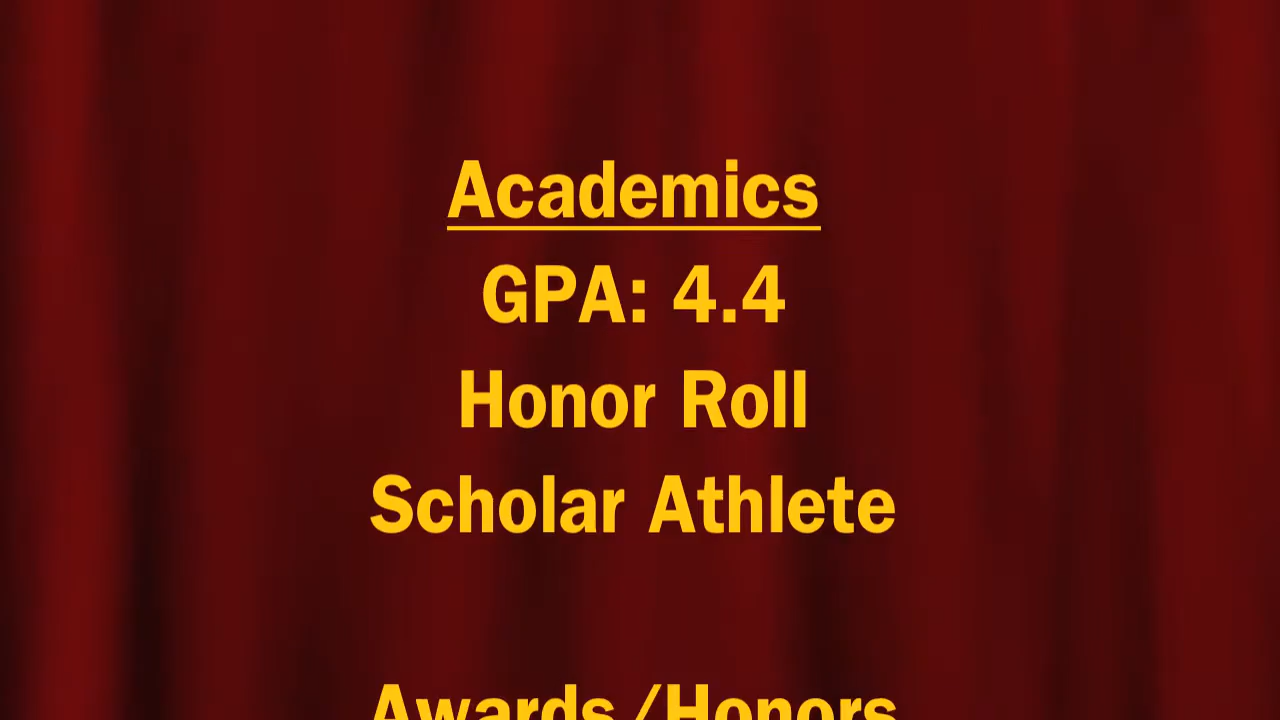 Academics
GPA: 4.4
Honor Roll
Scholar Athlete
Awards/Honors